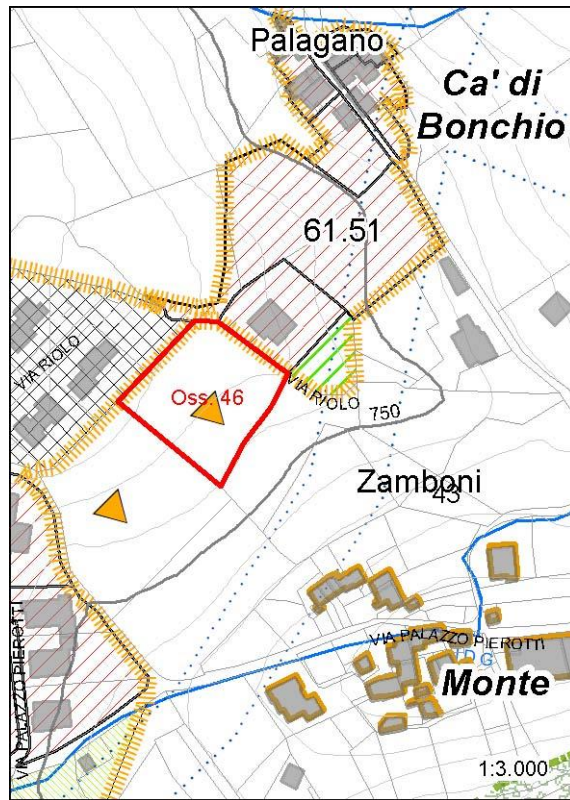 Palagano
Ca' di
Bonchio
61.51
VIA RIOLO
Oss. 46
VIA RIOLO
750
Zamboni
43
VIA PALAZZO PIEROTTI
VIA PALAZZO PIEROTTI
Monte
1:3.000